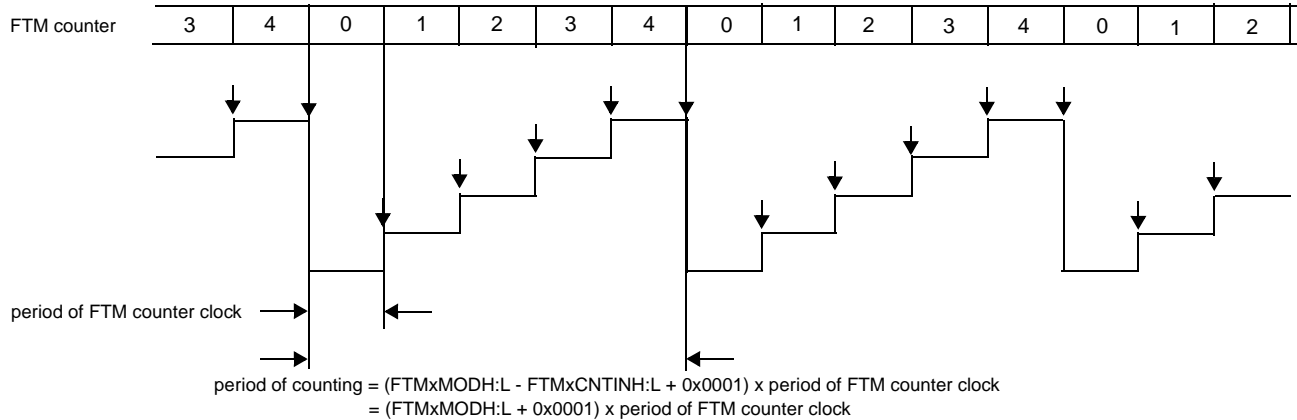 FTM counter 3 4 0 1 2 3 4 0 1 2 3 4 0 1 2
period of FTM counter clock
period of counting = (FTMxMODH:L - FTMxCNTINH:L + 0x0001) x period of FTM counter clock
= (FTMxMODH:L + 0x0001) x period of FTM counter clock